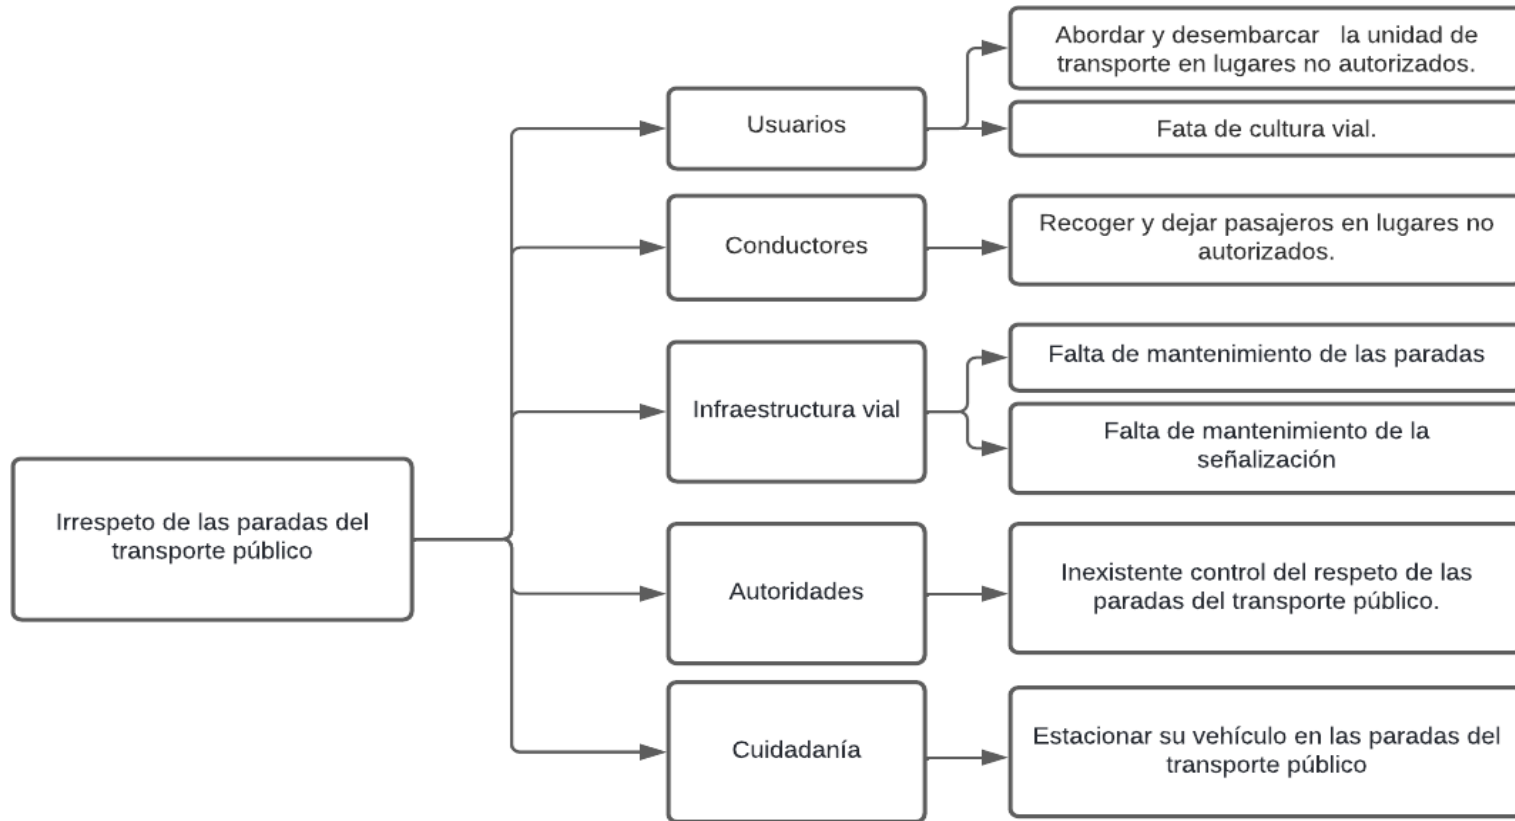 Irrespeto de las paradas del
transporte público
Usuarios
Abordar y desembarcar la unidad de
transporte en lugares no autorizados.
Fata de cultura vial.
Conductores
Recoger y dejar pasajeros en lugares no
autorizados.
Infraestructura vial
Falta de mantenimiento de las paradas
Falta de mantenimiento de la
señalización
Autoridades
Inexistente control del respeto de las
paradas del transporte público.
Cuidadanía
Estacionar su vehículo en las paradas del
transporte público